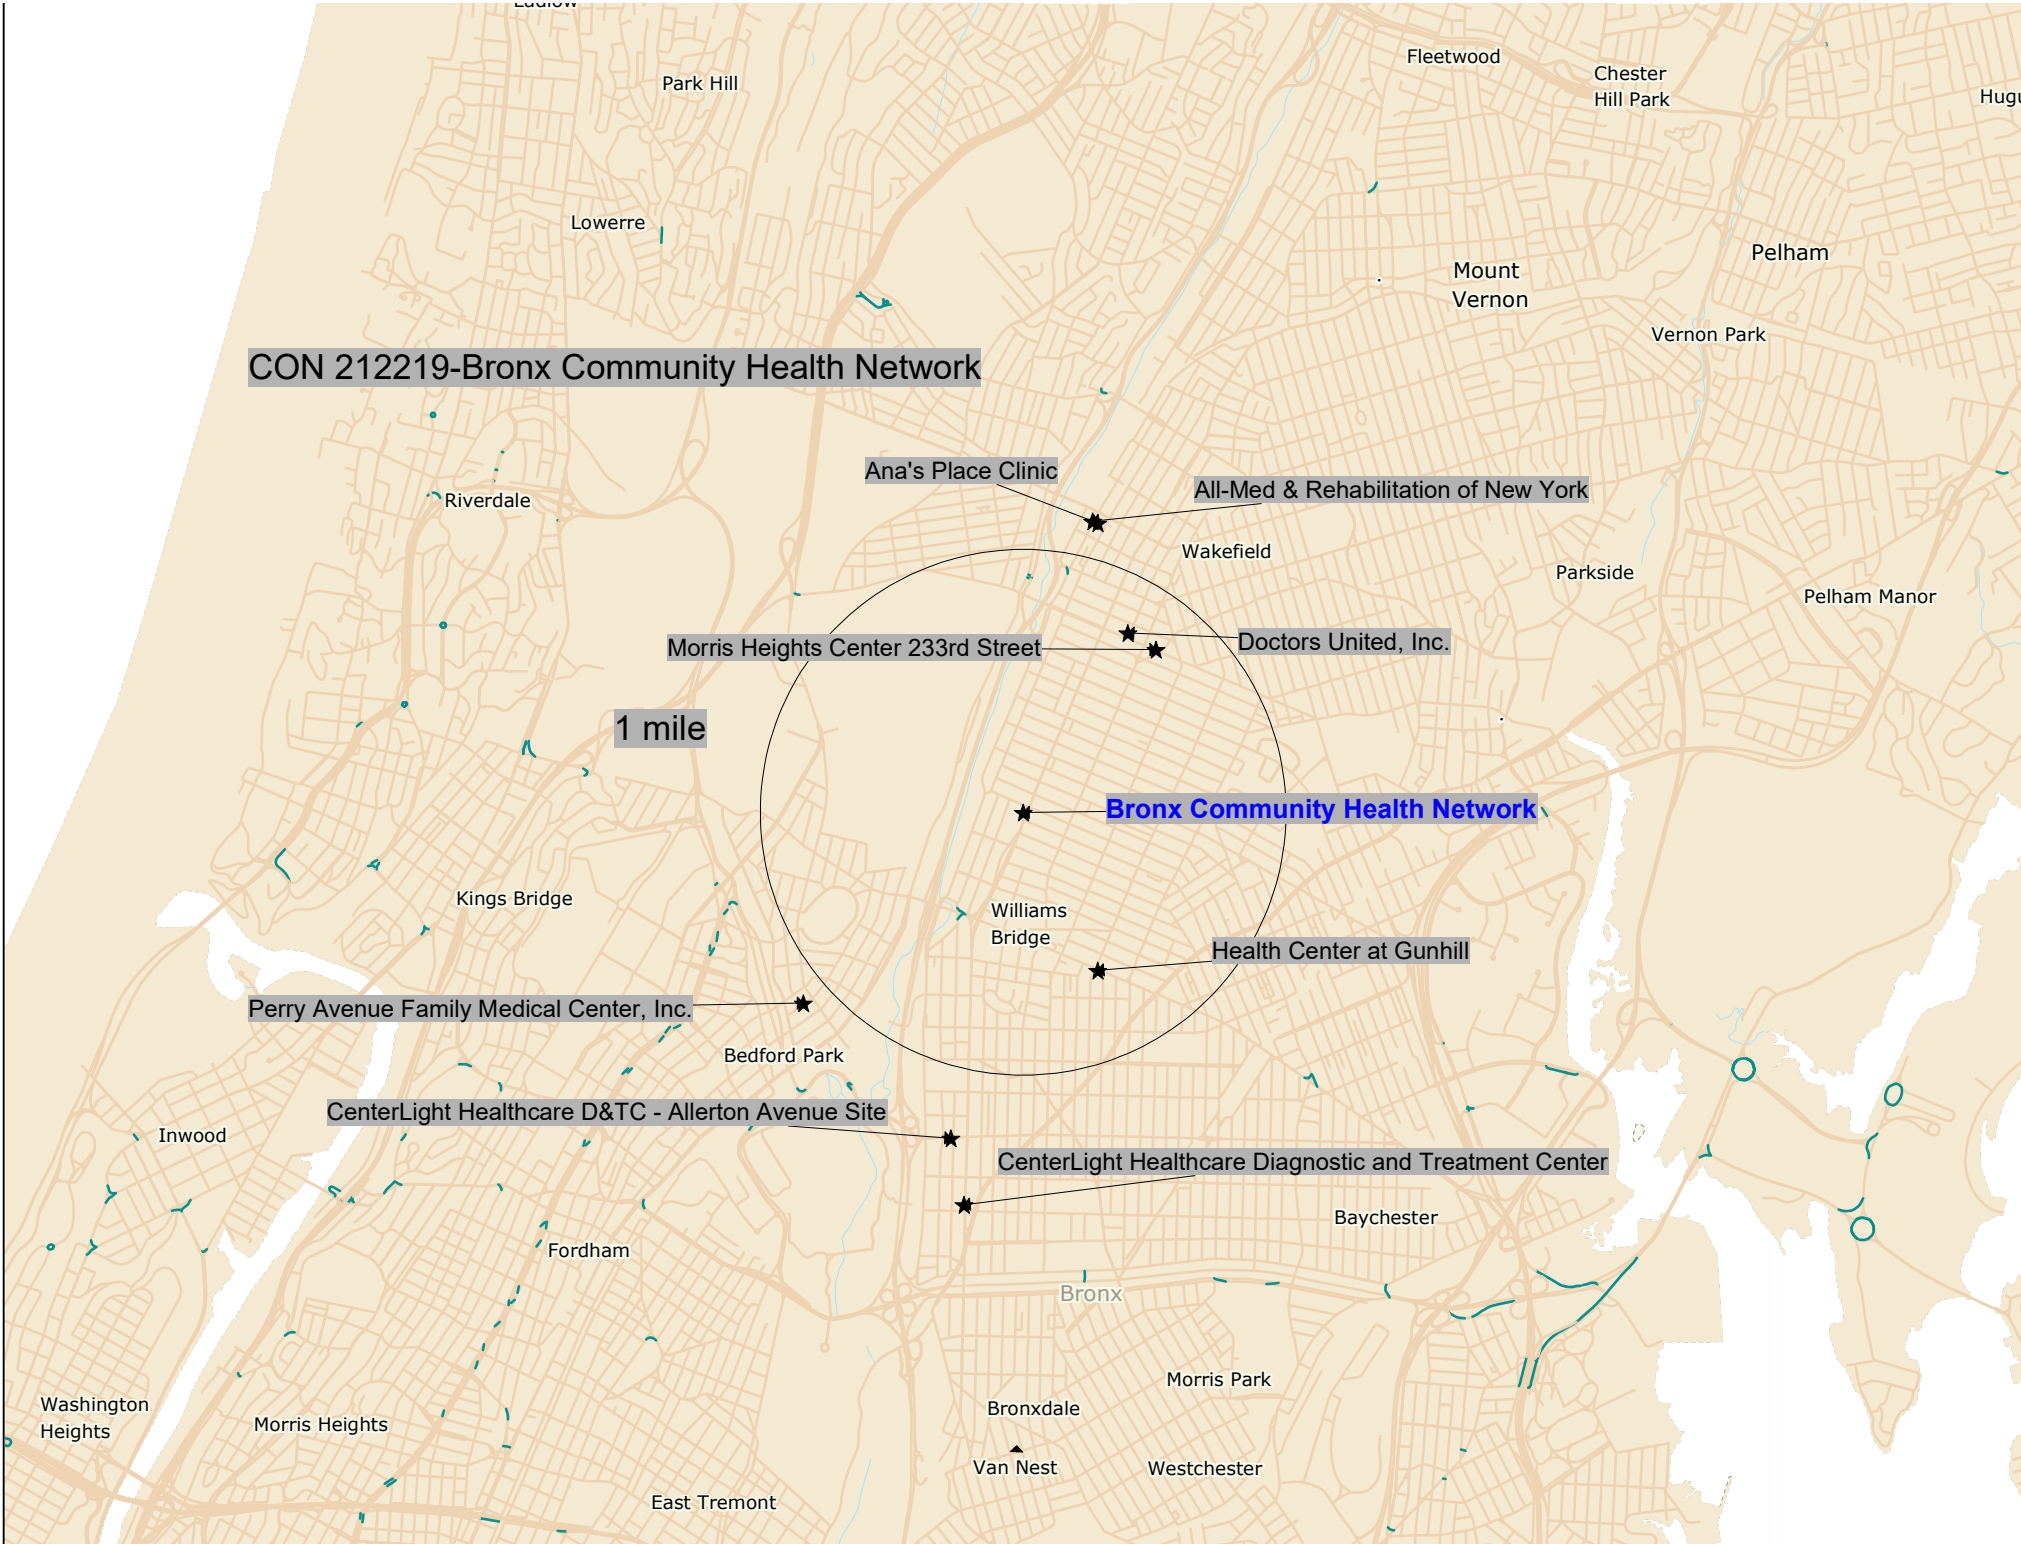 Ludlow
Fleetwood
Park Hill
Chester
Hill Park
Lowerre
Pelham
Mount
Vernon
Vernon Park
CON 212219-Bronx Community Health Network
Ana's Place Clinic
All-Med & Rehabilitation of New York
Riverdale
Wakefield
Parkside
Pelham Manor
Morris Heights Center 233rd Street
Doctors United, Inc.
1 mile
Bronx Community Health Network
Kings Bridge
Williams
Bridge
Health Center at Gunhill
Perry Avenue Family Medical Center, Inc.
Bedford Park
CenterLight Healthcare D&TC - Allerton Avenue Site
Inwood
CenterLight Healthcare Diagnostic and Treatment Center
Baychester
Fordham
Bronx
Morris Park
Washington
Heights
Bronxdale
Morris Heights
Van Nest
Westchester
East Tremont